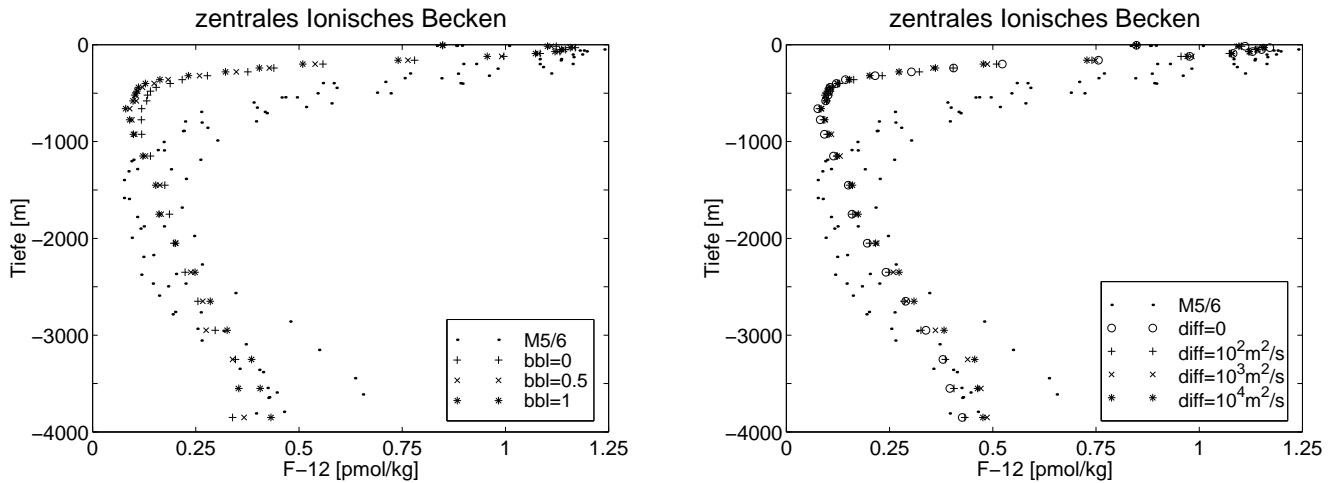 zentrales Ionisches Becken
0
−1000
−2000
−3000
−4000
Tiefe [m]
0
0.25
0.5
0.75
1
1.25
F−12 [pmol/kg]
M5/6
bbl=0
bbl=0.5
bbl=1
zentrales Ionisches Becken
0
−1000
−2000
−3000
−4000
Tiefe [m]
0
0.25
0.5
0.75
1
1.25
F−12 [pmol/kg]
M5/6
diff=0
diff=10²m²/s
diff=10³m²/s
diff=10⁴m²/s